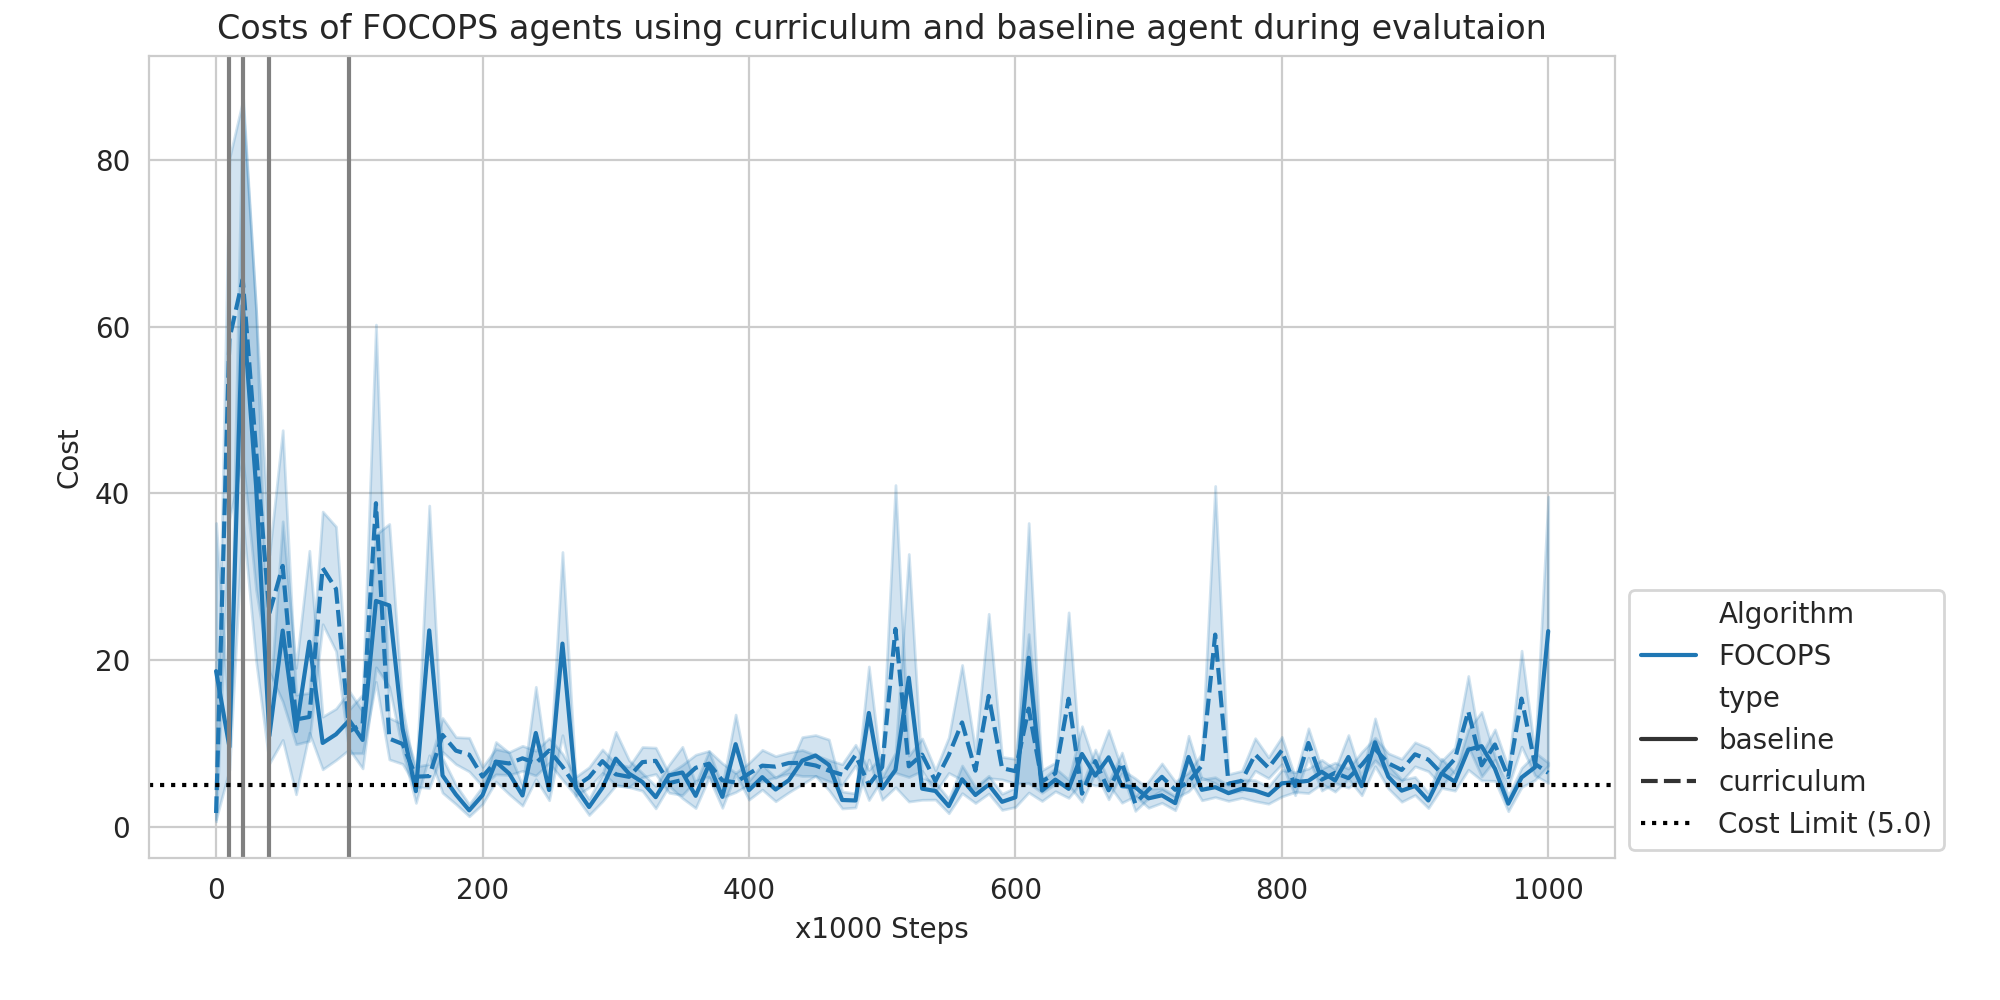 Costs of FOCOPS agents using curriculum and baseline agent during evalutaion
Cost
80
60
40
20
0
0 200 400 600 800 1000
x1000 Steps
Algorithm
FOCOPS
type
baseline
curriculum
Cost Limit (5.0)